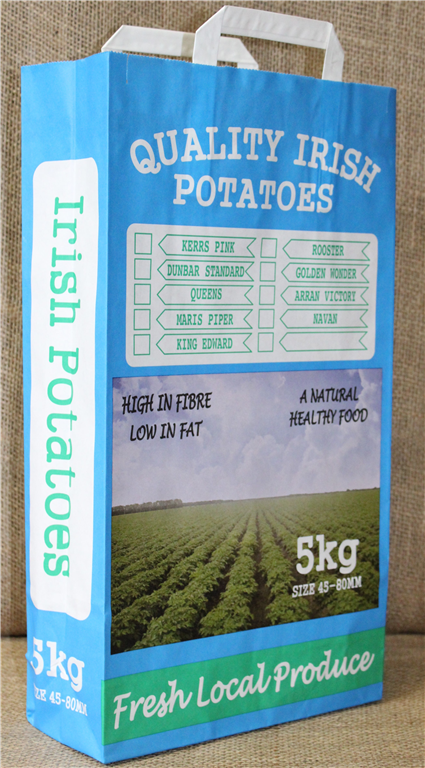 QUALITY IRISH
POTATOES
KERRS PINK
ROOSTER
DUNBAR STANDARD
GOLDEN WONDER
QUEENS
ARRAN VICTORY
MARIS PIPER
NAVAN
KING EDWARD
HIGH IN FIBRE
LOW IN FAT
A NATURAL
HEALTHY FOOD
5kg
SIZE 45-80MM
Fresh Local Produce
Irish Potatoes
5kg
ZE 45-80MM